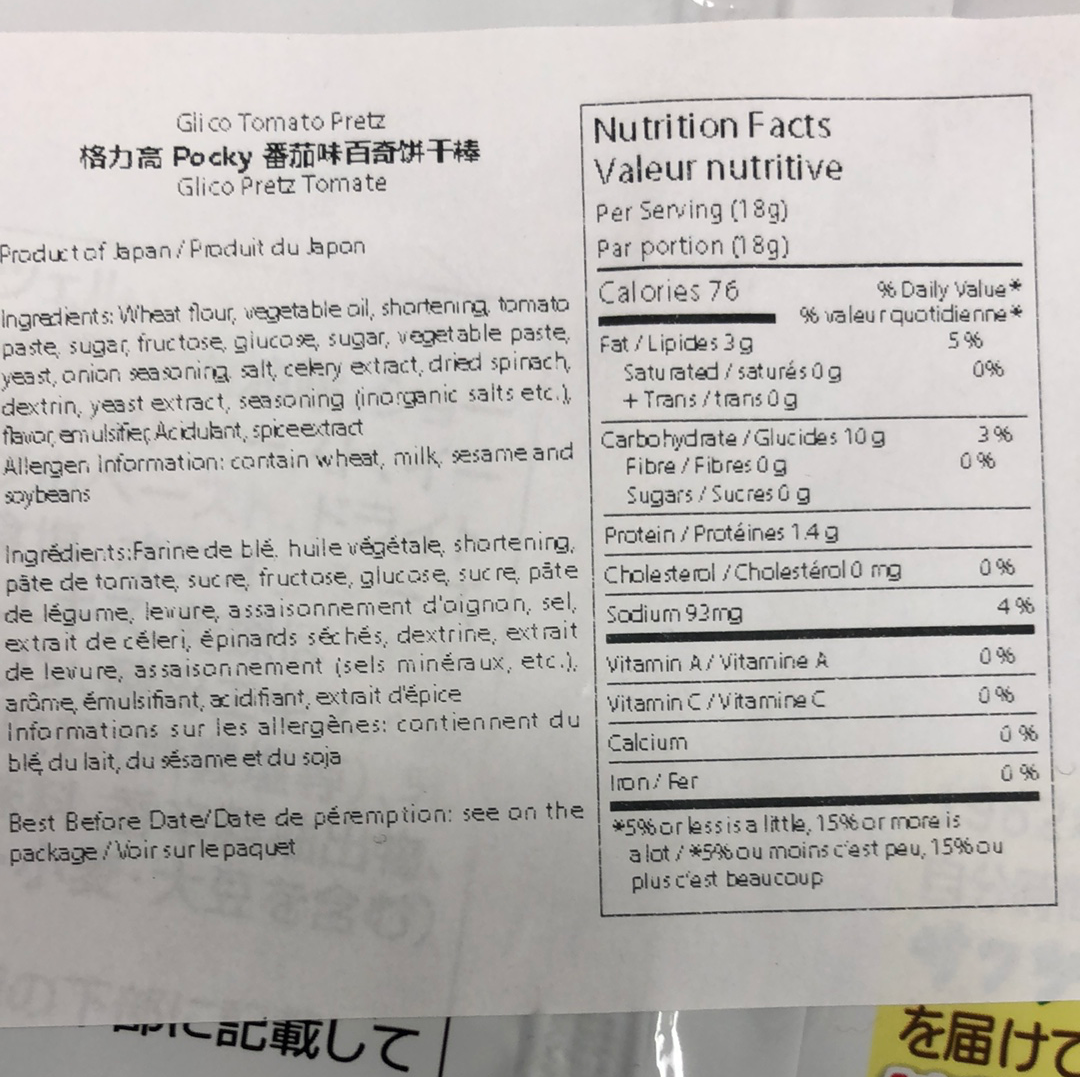 Glico Tomato Pretz
格力高 Pocky 番茄味百奇饼干棒
Glico Pretz Tomate
Product of Japan / Produit du Japon
Ingredients: Wheat flour, vegetable oil, shortening, tomato
paste, sugar, fructose, glucose, sugar, vegetable paste,
yeast, onion seasoning, salt, celery extract, dried spinach,
dextrin, yeast extract, seasoning (inorganic salts etc.),
flavor, emulsifier, Acidulant, spice extract
Allergen Information: contain wheat, milk, sesame and
soybeans
Ingrédients:Farine de blé, huile végétale, shortening,
pâte de tomate, sucre, fructose, glucose, sucre, pâte
de légume, levure, assaisonnement d'oignon, sel,
extrait de céleri, épinards séchés, dextrine, extrait
de levure, assaisonnement (sels minéraux, etc.),
arôme, émulsifiant, acidifiant, extrait d'épice
Informations sur les allergènes: contiennent du
blé, du lait, du sésame et du soja
Best Before Date/Date de péremption: see on the
package / Voir sur le paquet
Nutrition Facts
Valeur nutritive
Per Serving (18g)
Par portion (18g)
Calories 76 % Daily Value*
% valeur quotidienne*
Fat / Lipides 3 g 5 %
Saturated / saturés 0 g 0%
+ Trans / trans 0 g
Carbohydrate / Glucides 10 g 3 %
Fibre / Fibres 0 g 0 %
Sugars / Sucres 0 g
Protein / Protéines 1.4 g
Cholesterol / Cholestérol 0 mg 0 %
Sodium 93mg 4 %
Vitamin A / Vitamine A 0 %
Vitamin C / Vitamine C 0 %
Calcium 0 %
Iron / Fer 0 %
*5% or less is a little, 15% or more is
a lot / *5% ou moins c'est peu, 15% ou
plus c'est beaucoup
部に記載して
を届けて